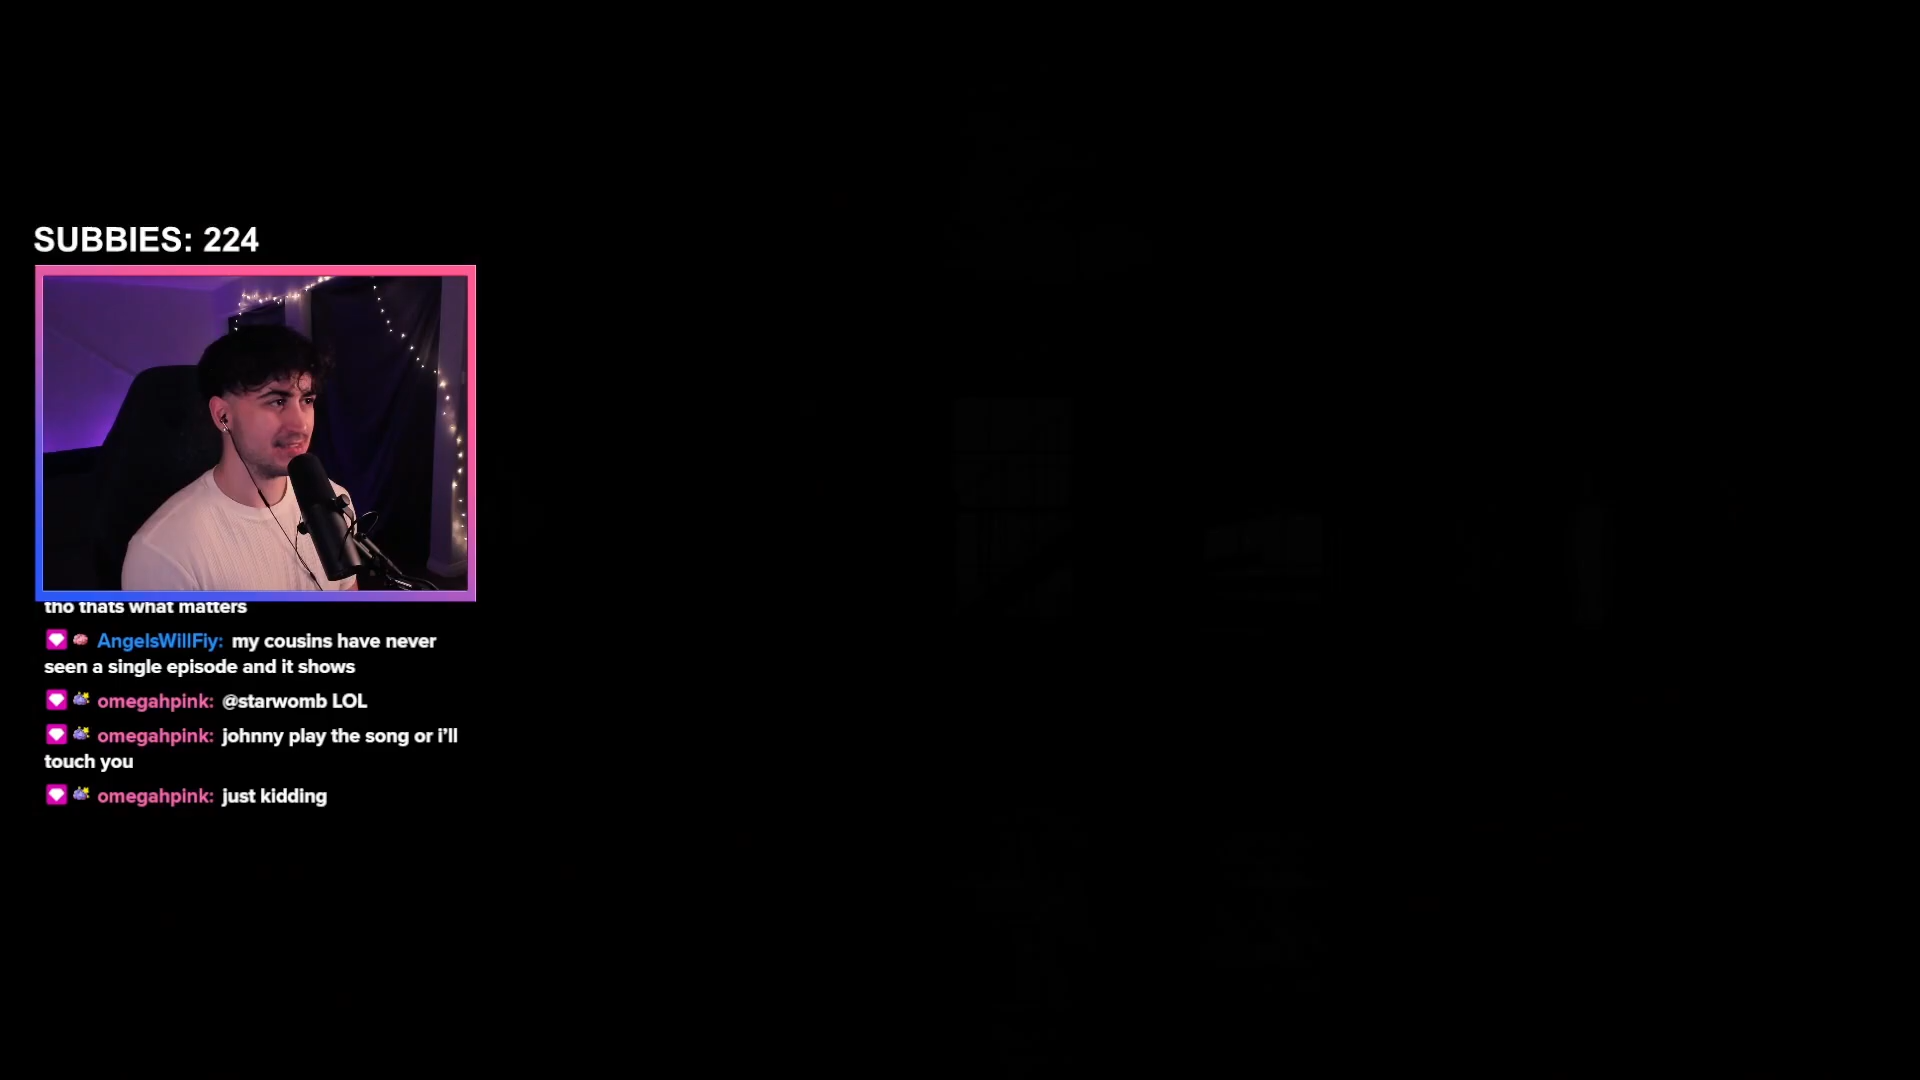 SUBBIES: 224
tho thats what matters
AngelsWillFiy: my cousins have never
seen a single episode and it shows
omegahpink: @starwomb LOL
omegahpink: johnny play the song or i'll
touch you
omegahpink: just kidding